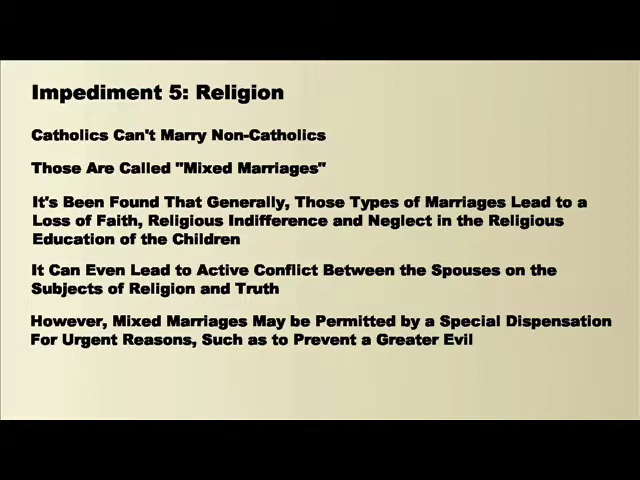 Impediment 5: Religion
Catholics Can't Marry Non-Catholics
Those Are Called "Mixed Marriages"
It's Been Found That Generally, Those Types of Marriages Lead to a
Loss of Faith, Religious Indifference and Neglect in the Religious
Education of the Children
It Can Even Lead to Active Conflict Between the Spouses on the
Subjects of Religion and Truth
However, Mixed Marriages May be Permitted by a Special Dispensation
For Urgent Reasons, Such as to Prevent a Greater Evil